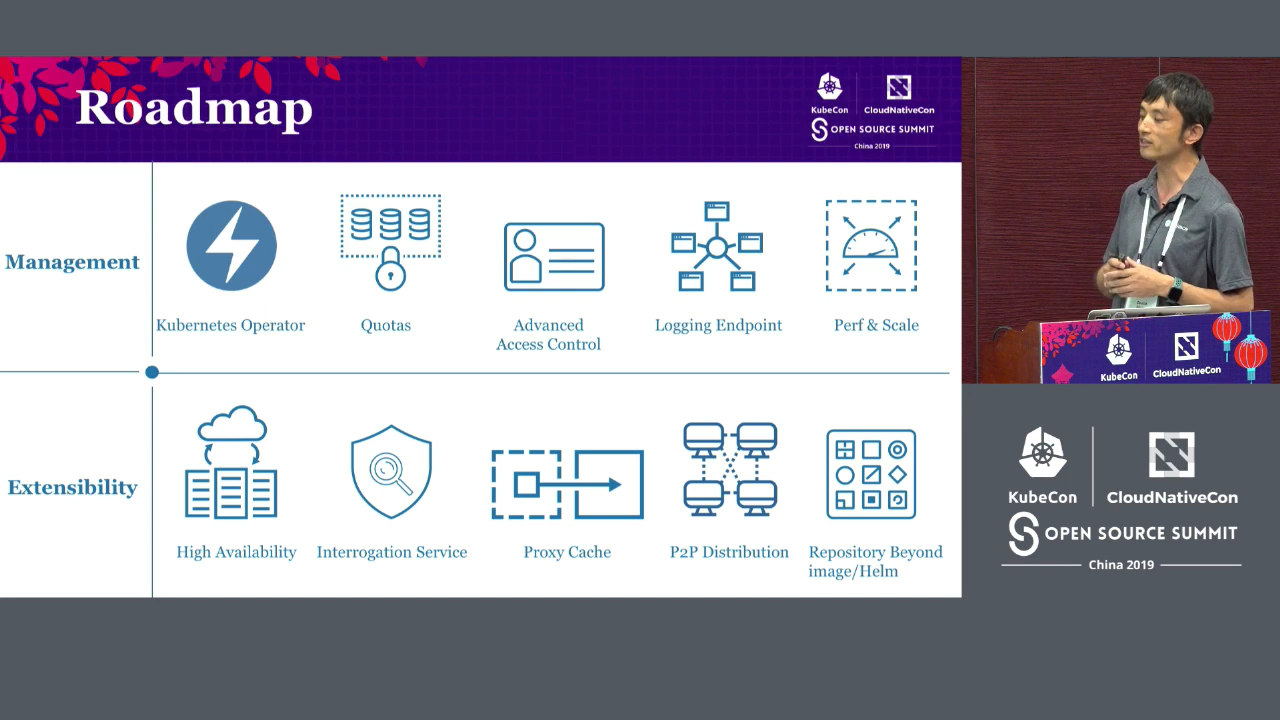 Roadmap
KubeCon
CloudNativeCon
OPEN SOURCE SUMMIT
China 2019
Management
Kubernetes Operator
Quotas
Advanced
Access Control
Logging Endpoint
Perf & Scale
Extensibility
High Availability
Interrogation Service
Proxy Cache
P2P Distribution
Repository Beyond
image/Helm
KubeCon
CloudNativeCon
KubeCon
CloudNativeCon
OPEN SOURCE SUMMIT
China 2019